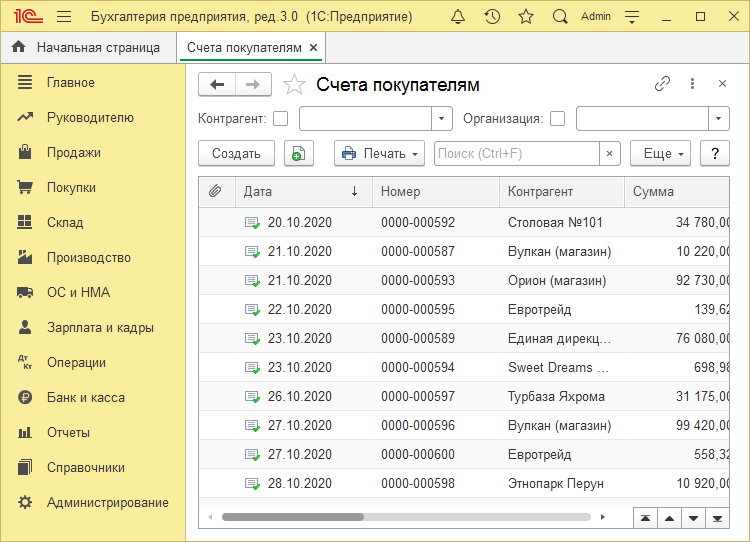 1С Бухгалтерия предприятия, ред.3.0 (1С:Предприятие) Admin
Начальная страница Счета покупателям ×
Главное
Руководителю
Продажи
Покупки
Склад
Производство
ОС и НМА
Зарплата и кадры
Дт Кт Операции
Банк и касса
Отчеты
Справочники
Администрирование
Счета покупателям
Контрагент: Организация:
Создать Печать Поиск (Ctrl+F) × Еще ?
Дата ↓ Номер Контрагент Сумма
20.10.2020 0000-000592 Столовая №101 34 780,00
21.10.2020 0000-000587 Вулкан (магазин) 10 220,00
21.10.2020 0000-000593 Орион (магазин) 92 730,00
22.10.2020 0000-000595 Евротрейд 139,62
23.10.2020 0000-000589 Единая дирекц... 76 080,00
23.10.2020 0000-000594 Sweet Dreams ... 698,98
26.10.2020 0000-000597 Турбаза Яхрома 31 175,00
27.10.2020 0000-000596 Вулкан (магазин) 99 420,00
27.10.2020 0000-000600 Евротрейд 558,32
28.10.2020 0000-000598 Этнопарк Перун 10 920,00